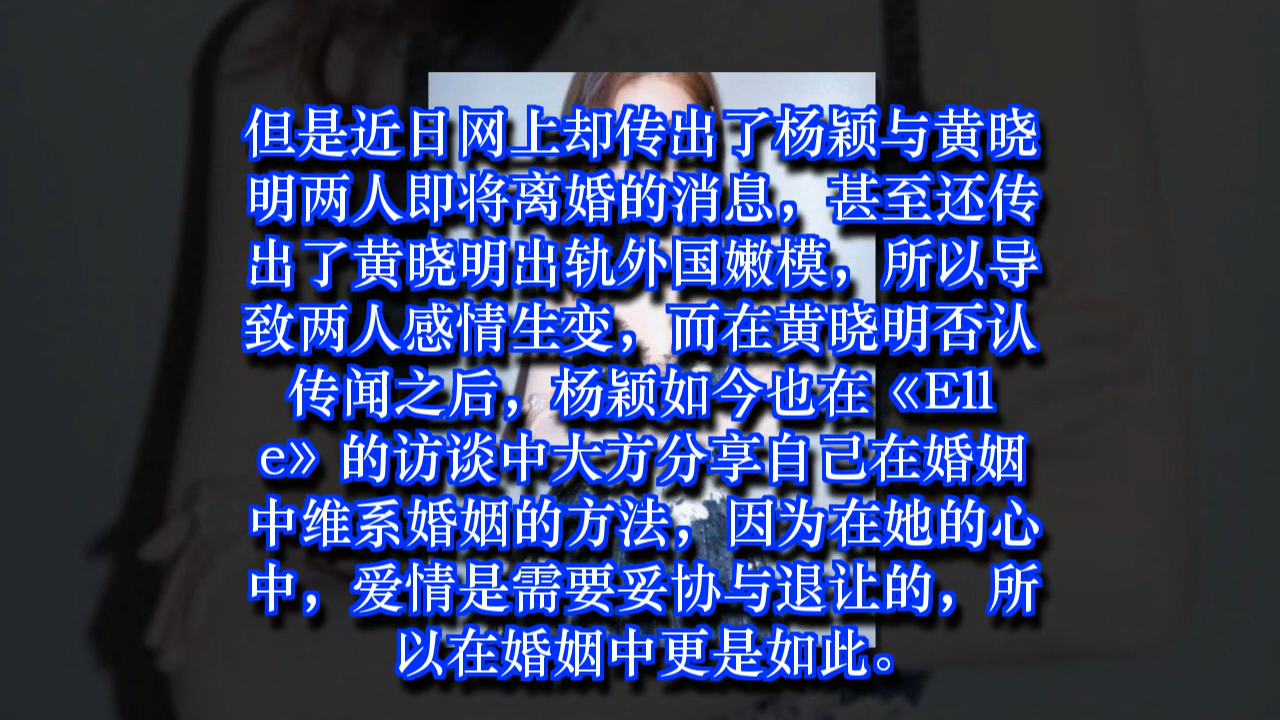 但是近日网上却传出了杨颖与黄晓
明两人即将离婚的消息，甚至还传
出了黄晓明出轨外国嫩模，所以导
致两人感情生变，而在黄晓明否认
传闻之后，杨颖如今也在《Ell
e》的访谈中大方分享自己在婚姻
中维系婚姻的方法，因为在她的心
中，爱情是需要妥协与退让的，所
以在婚姻中更是如此。